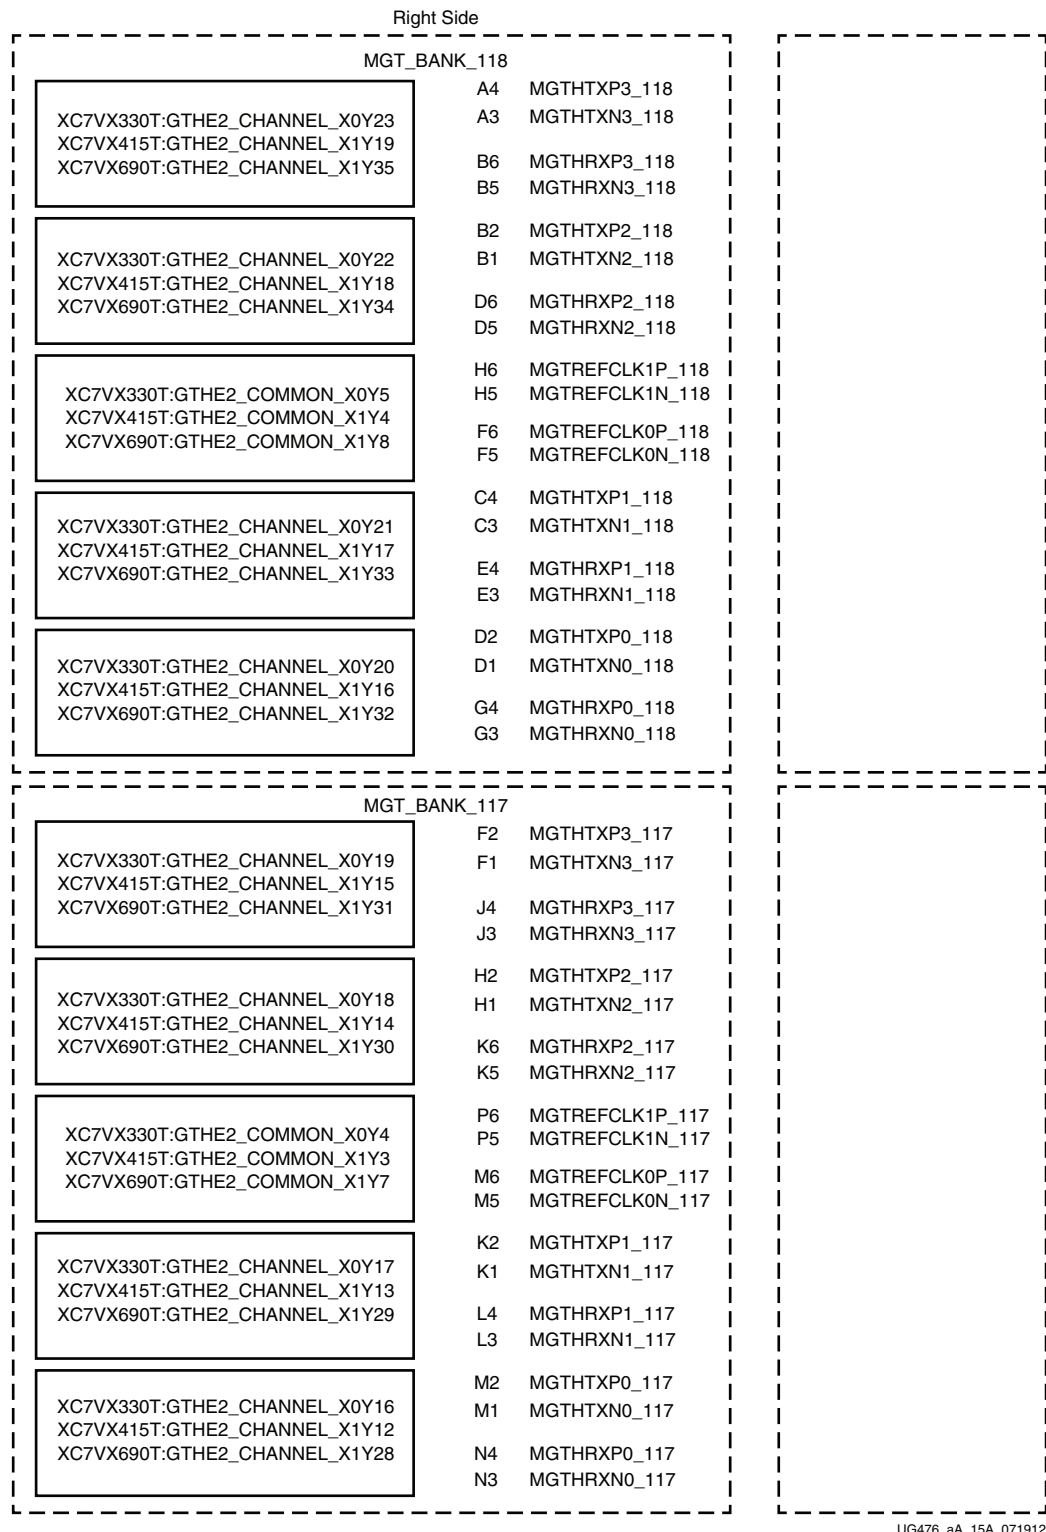 Right Side
MGT_BANK_118
XC7VX330T:GTHE2_CHANNEL_X0Y23
XC7VX415T:GTHE2_CHANNEL_X1Y19
XC7VX690T:GTHE2_CHANNEL_X1Y35
A4 MGTHTXP3_118
A3 MGTHTXN3_118
B6 MGTHRXP3_118
B5 MGTHRXN3_118
XC7VX330T:GTHE2_CHANNEL_X0Y22
XC7VX415T:GTHE2_CHANNEL_X1Y18
XC7VX690T:GTHE2_CHANNEL_X1Y34
B2 MGTHTXP2_118
B1 MGTHTXN2_118
D6 MGTHRXP2_118
D5 MGTHRXN2_118
XC7VX330T:GTHE2_COMMON_X0Y5
XC7VX415T:GTHE2_COMMON_X1Y4
XC7VX690T:GTHE2_COMMON_X1Y8
H6 MGTREFCLK1P_118
H5 MGTREFCLK1N_118
F6 MGTREFCLK0P_118
F5 MGTREFCLK0N_118
XC7VX330T:GTHE2_CHANNEL_X0Y21
XC7VX415T:GTHE2_CHANNEL_X1Y17
XC7VX690T:GTHE2_CHANNEL_X1Y33
C4 MGTHTXP1_118
C3 MGTHTXN1_118
E4 MGTHRXP1_118
E3 MGTHRXN1_118
XC7VX330T:GTHE2_CHANNEL_X0Y20
XC7VX415T:GTHE2_CHANNEL_X1Y16
XC7VX690T:GTHE2_CHANNEL_X1Y32
D2 MGTHTXP0_118
D1 MGTHTXN0_118
G4 MGTHRXP0_118
G3 MGTHRXN0_118
MGT_BANK_117
XC7VX330T:GTHE2_CHANNEL_X0Y19
XC7VX415T:GTHE2_CHANNEL_X1Y15
XC7VX690T:GTHE2_CHANNEL_X1Y31
F2 MGTHTXP3_117
F1 MGTHTXN3_117
J4 MGTHRXP3_117
J3 MGTHRXN3_117
XC7VX330T:GTHE2_CHANNEL_X0Y18
XC7VX415T:GTHE2_CHANNEL_X1Y14
XC7VX690T:GTHE2_CHANNEL_X1Y30
H2 MGTHTXP2_117
H1 MGTHTXN2_117
K6 MGTHRXP2_117
K5 MGTHRXN2_117
XC7VX330T:GTHE2_COMMON_X0Y4
XC7VX415T:GTHE2_COMMON_X1Y3
XC7VX690T:GTHE2_COMMON_X1Y7
P6 MGTREFCLK1P_117
P5 MGTREFCLK1N_117
M6 MGTREFCLK0P_117
M5 MGTREFCLK0N_117
XC7VX330T:GTHE2_CHANNEL_X0Y17
XC7VX415T:GTHE2_CHANNEL_X1Y13
XC7VX690T:GTHE2_CHANNEL_X1Y29
K2 MGTHTXP1_117
K1 MGTHTXN1_117
L4 MGTHRXP1_117
L3 MGTHRXN1_117
XC7VX330T:GTHE2_CHANNEL_X0Y16
XC7VX415T:GTHE2_CHANNEL_X1Y12
XC7VX690T:GTHE2_CHANNEL_X1Y28
M2 MGTHTXP0_117
M1 MGTHTXN0_117
N4 MGTHRXP0_117
N3 MGTHRXN0_117
UG476_aA_15A_071912